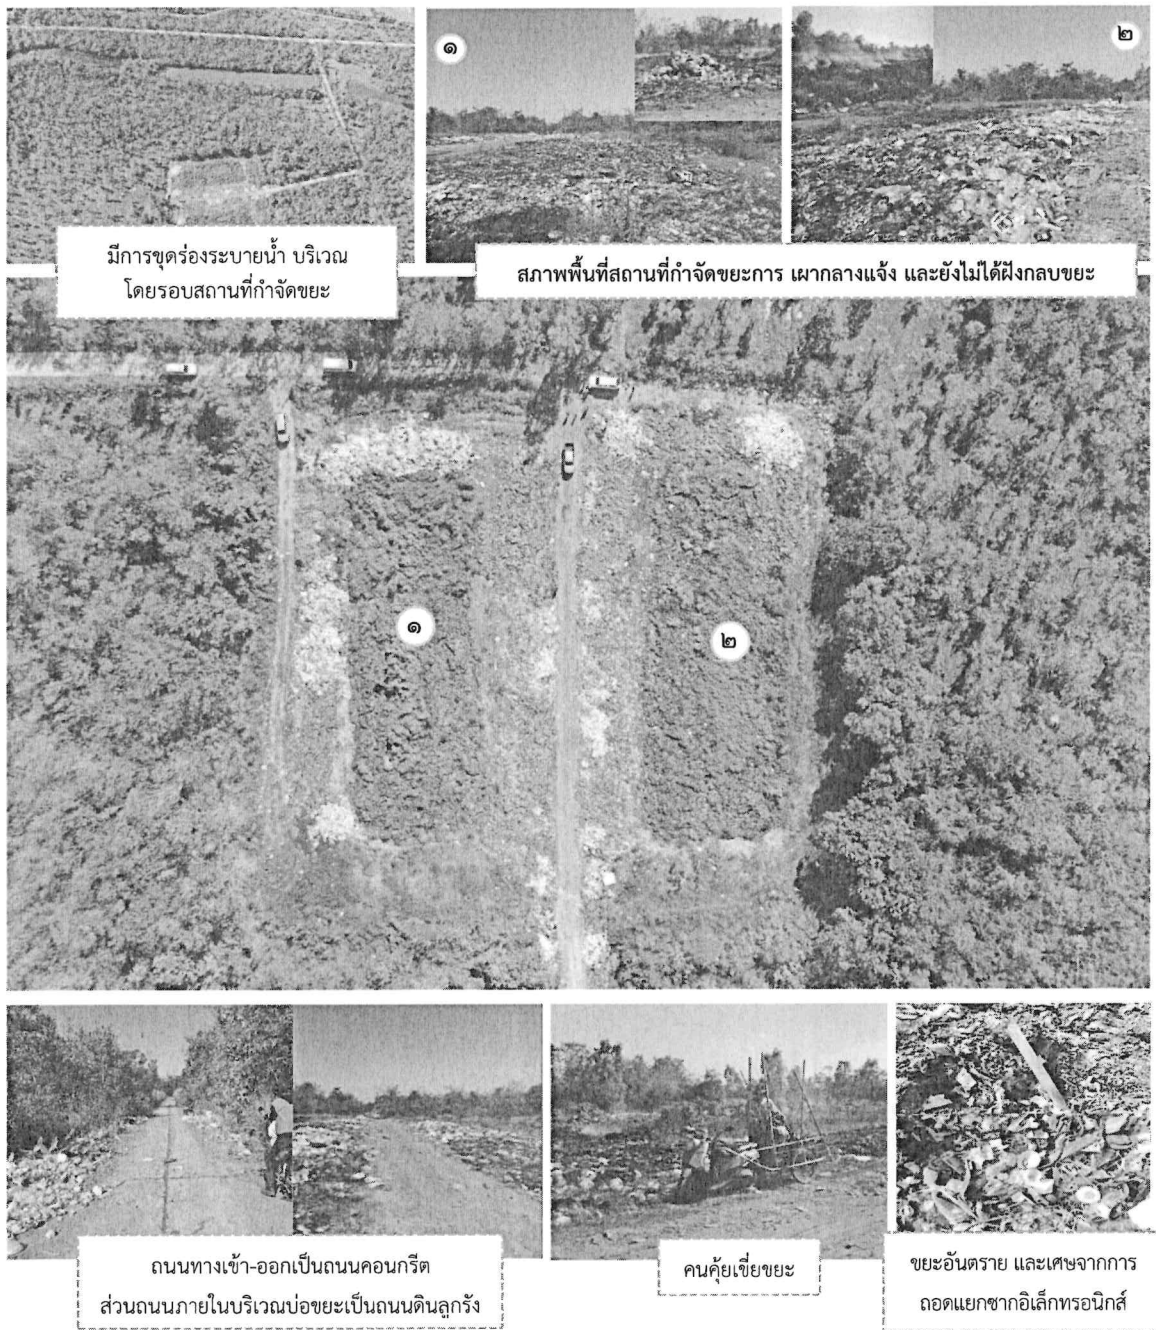 ๑
๒
มีการขุดร่องระบายน้ำ บริเวณ
โดยรอบสถานที่กำจัดขยะ
สภาพพื้นที่สถานที่กำจัดขยะการ เผากลางแจ้ง และยังไม่ได้ฝังกลบขยะ
๑
๒
ถนนทางเข้า-ออกเป็นถนนคอนกรีต
ส่วนถนนภายในบริเวณบ่อขยะเป็นถนนดินลูกรัง
คนคุ้ยเขี่ยขยะ
ขยะอันตราย และเศษจากการ
ถอดแยกซากอิเล็กทรอนิกส์